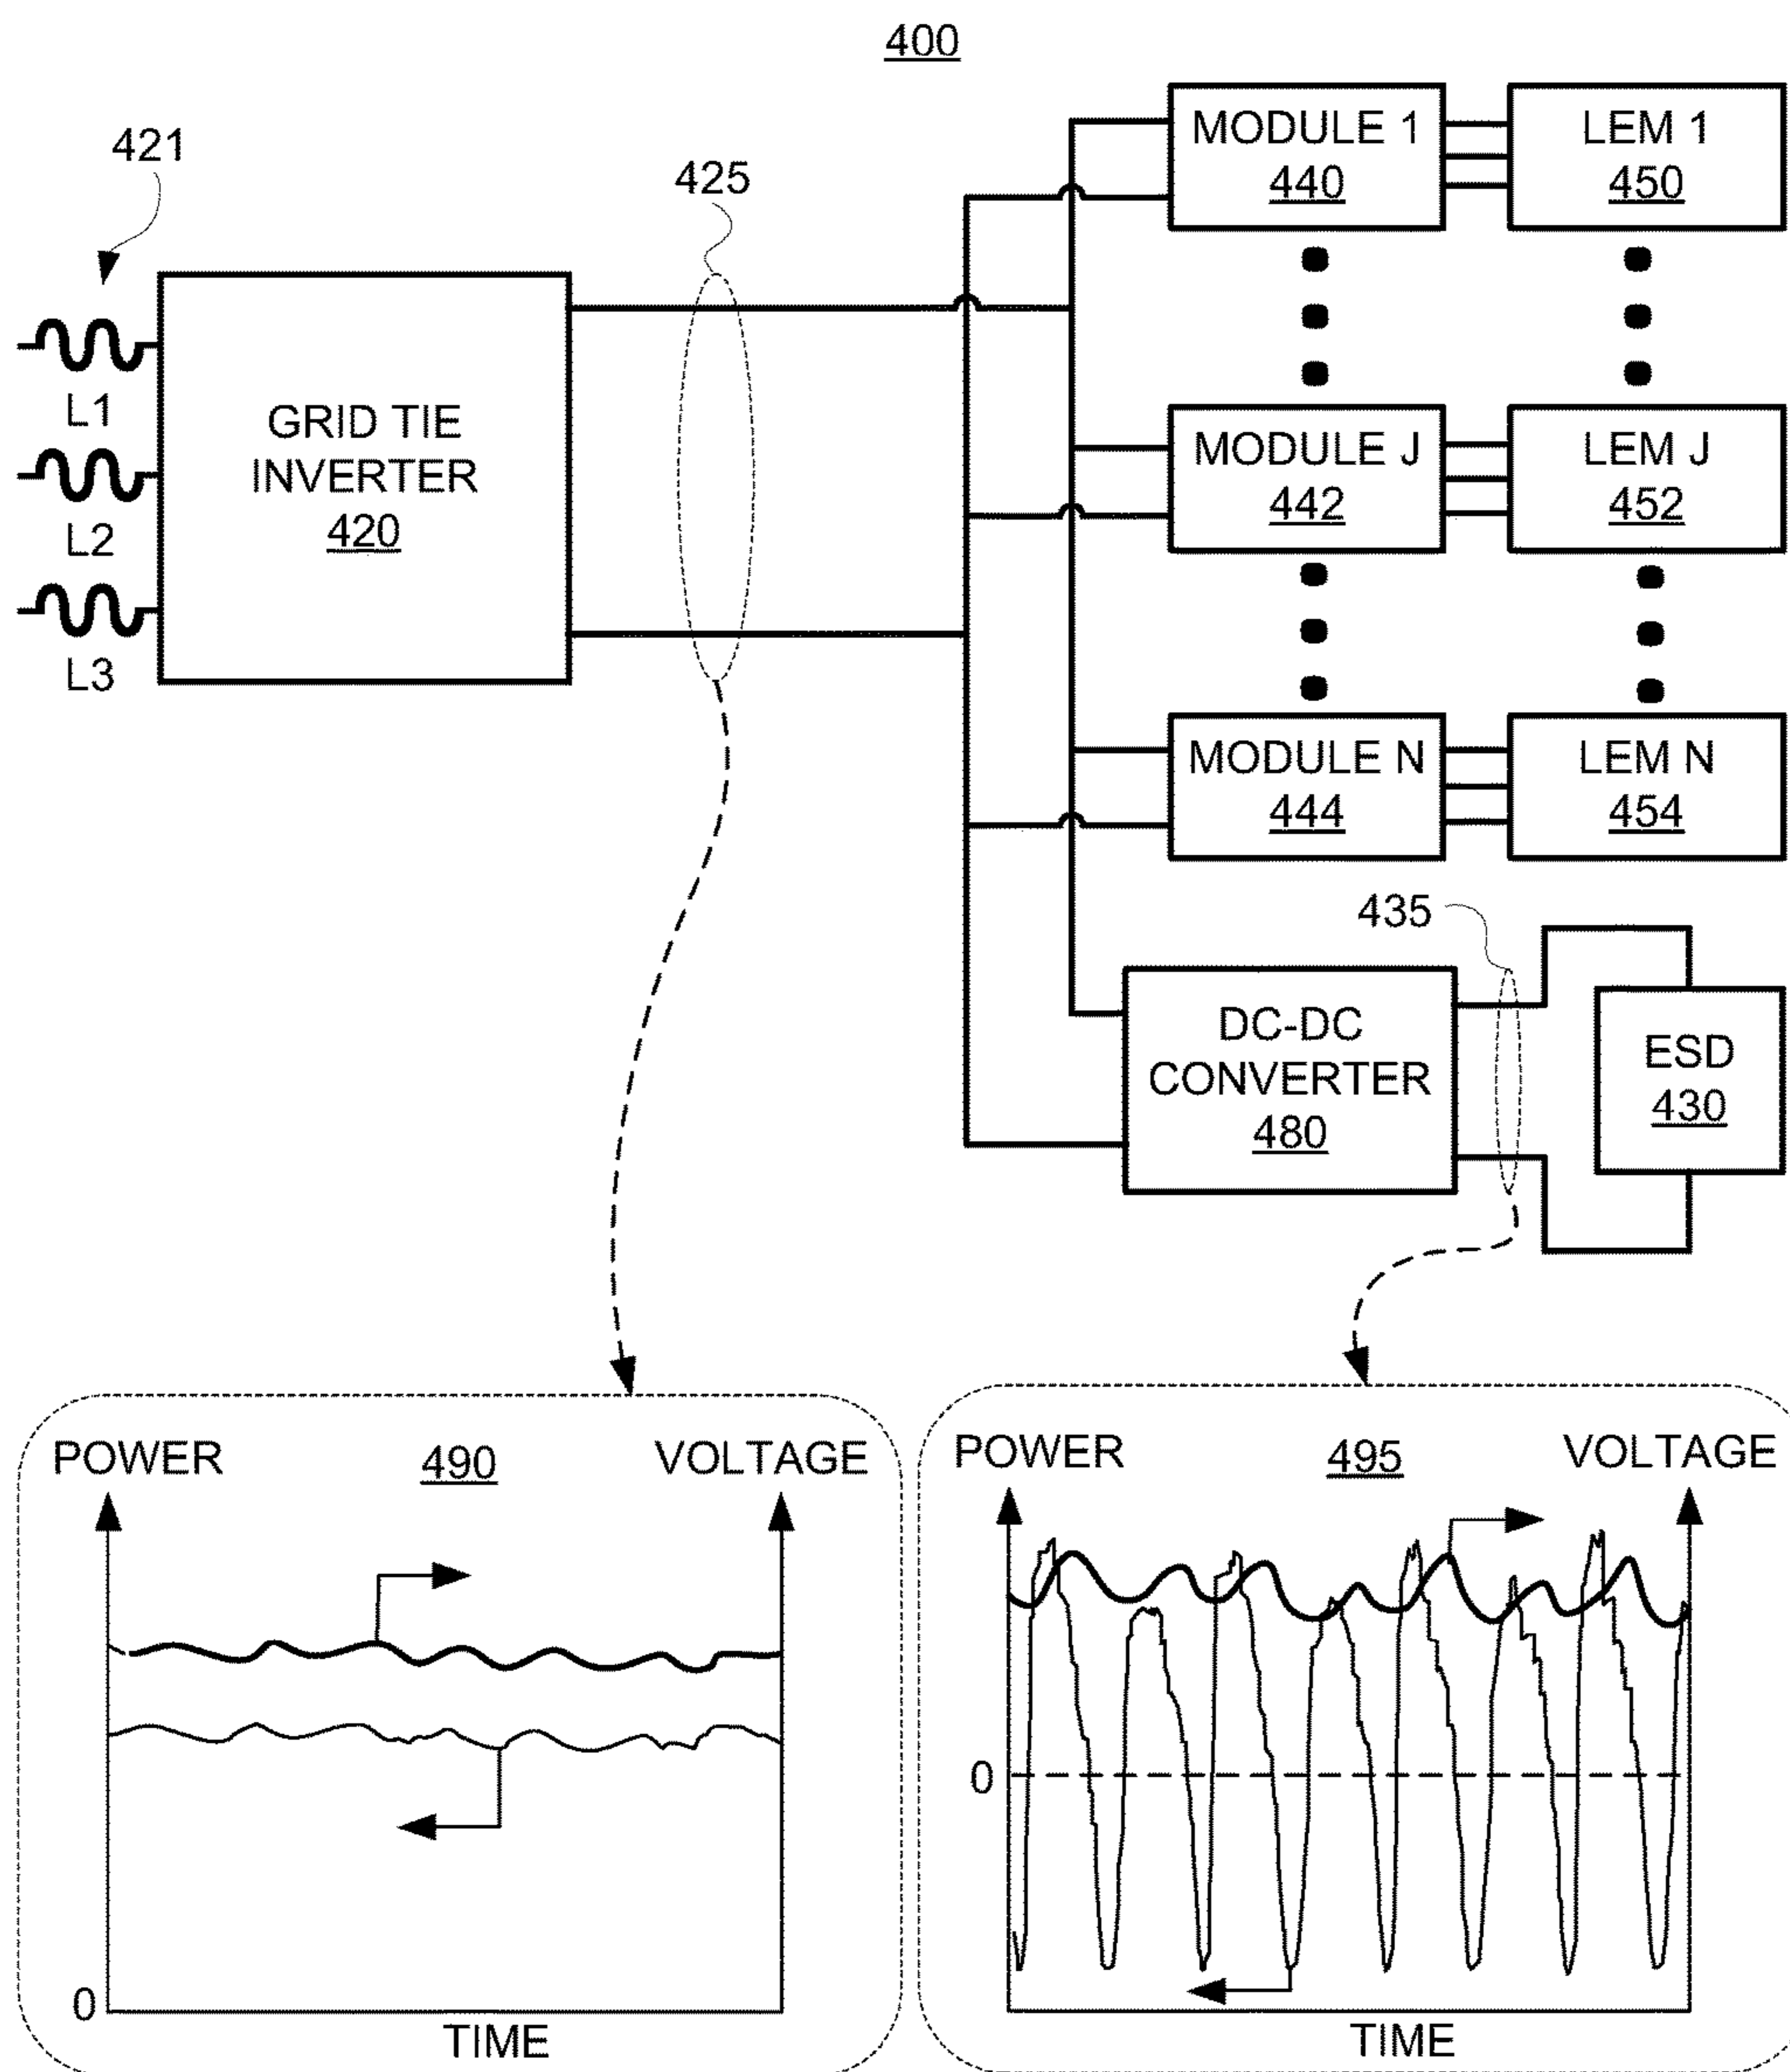 400
421
425
L1
L2
L3
GRID TIE
INVERTER
420
MODULE 1
440
LEM 1
450
MODULE J
442
LEM J
452
MODULE N
444
LEM N
454
435
DC-DC
CONVERTER
480
ESD
430
POWER
490
VOLTAGE
0
TIME
POWER
495
VOLTAGE
0
TIME